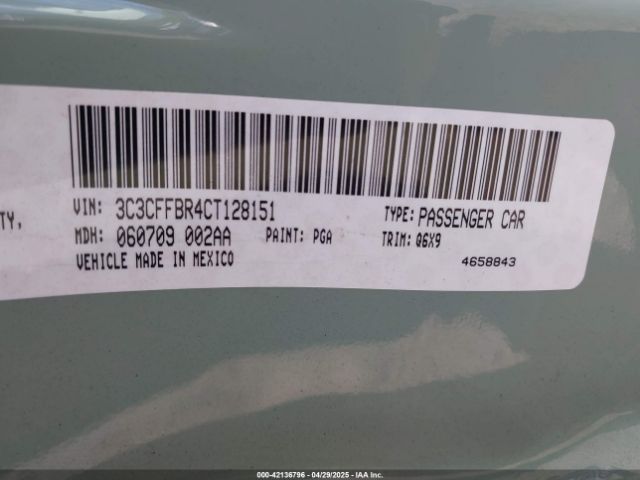 TY,
VIN: 3C3CFFBR4CT128151
TYPE: PASSENGER CAR
MDH: 060709 002AA
PAINT: PGA
TRIM: Q6X9
VEHICLE MADE IN MEXICO
4658843
000-42136796 - 04/29/2025 - IAA, Inc.